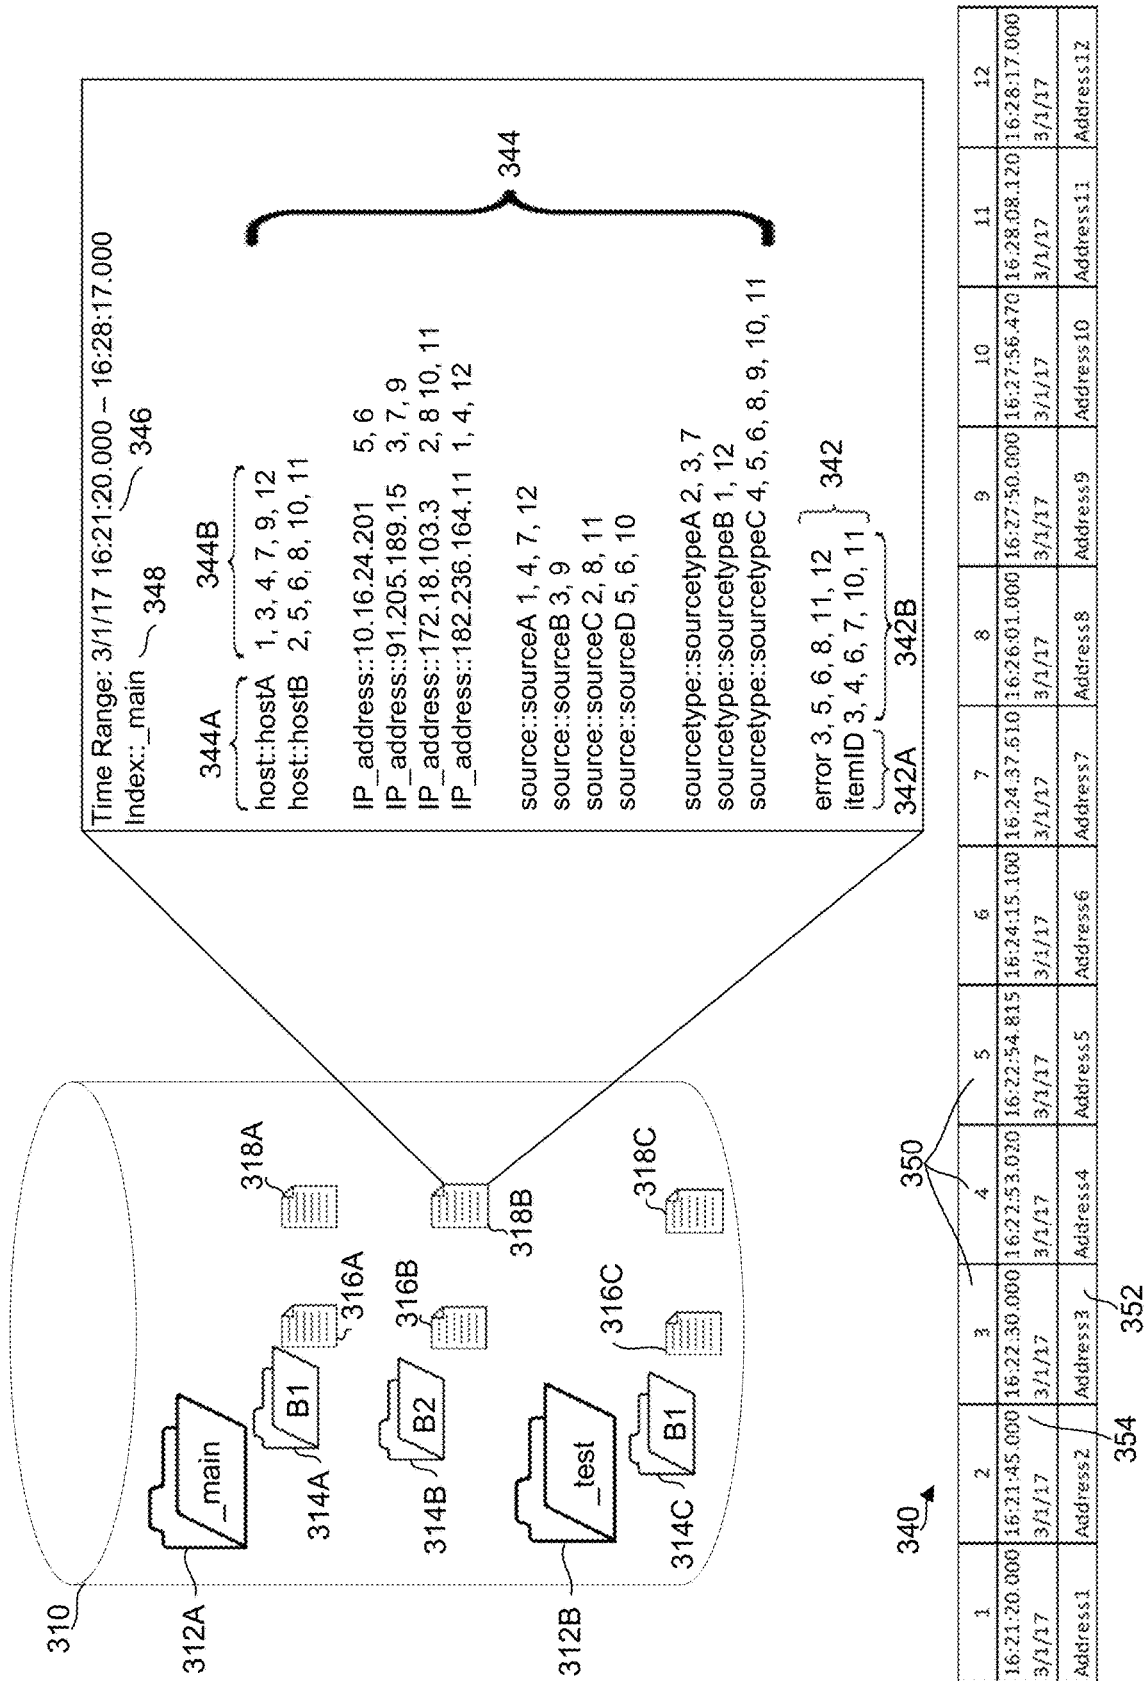 310
312A
_main
B1
314A
316A
318A
B2
314B
316B
318B
312B
_test
B1
314C
316C
318C
Time Range: 3/1/17 16:21:20.000 – 16:28:17.000
Index::_main
348
346
344A
344B
host::hostA 1, 3, 4, 7, 9, 12
host::hostB 2, 5, 6, 8, 10, 11
IP_address::10.16.24.201 5, 6
IP_address::91.205.189.15 3, 7, 9
IP_address::172.18.103.3 2, 8 10, 11
IP_address::182.236.164.11 1, 4, 12
344
source::sourceA 1, 4, 7, 12
source::sourceB 3, 9
source::sourceC 2, 8, 11
source::sourceD 5, 6, 10
sourcetype::sourcetypeA 2, 3, 7
sourcetype::sourcetypeB 1, 12
sourcetype::sourcetypeC 4, 5, 6, 8, 9, 10, 11
error 3, 5, 6, 8, 11, 12
itemID 3, 4, 6, 7, 10, 11
342
342A
342B
340
350
1 2 3 4 5 6 7 8 9 10 11 12
16:21:20.000 16:21:45.000 16:22:30.000 16:22:53.020 16:22:54.815 16:24:15.100 16:24:37.610 16:26:01.000 16:27:50.000 16:27:56.470 16:28:08.120 16:28:17.000
3/1/17 3/1/17 3/1/17 3/1/17 3/1/17 3/1/17 3/1/17 3/1/17 3/1/17 3/1/17 3/1/17 3/1/17
Address1 Address2 Address3 Address4 Address5 Address6 Address7 Address8 Address9 Address10 Address11 Address12
354
352